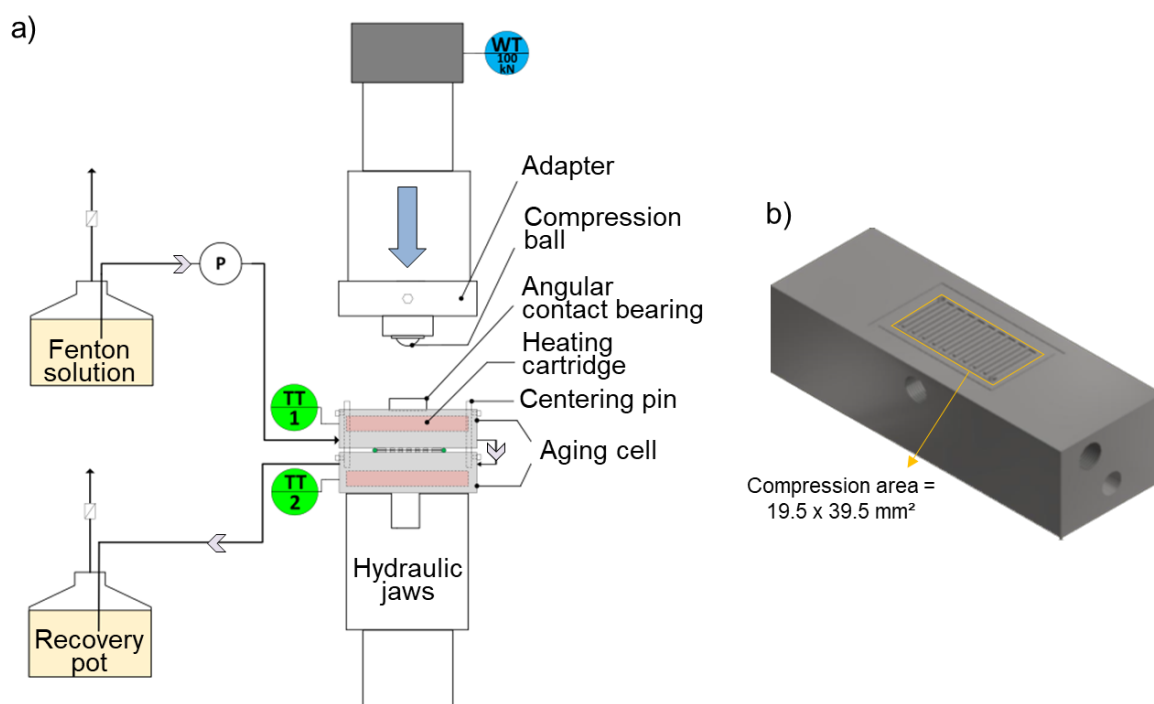 a)
WT
100
kN
Adapter
Compression
ball
Angular
contact bearing
Heating
cartridge
Centering pin
Aging cell
P
Fenton
solution
TT
1
TT
2
Hydraulic
jaws
Recovery
pot
b)
Compression area =
19.5 x 39.5 mm²